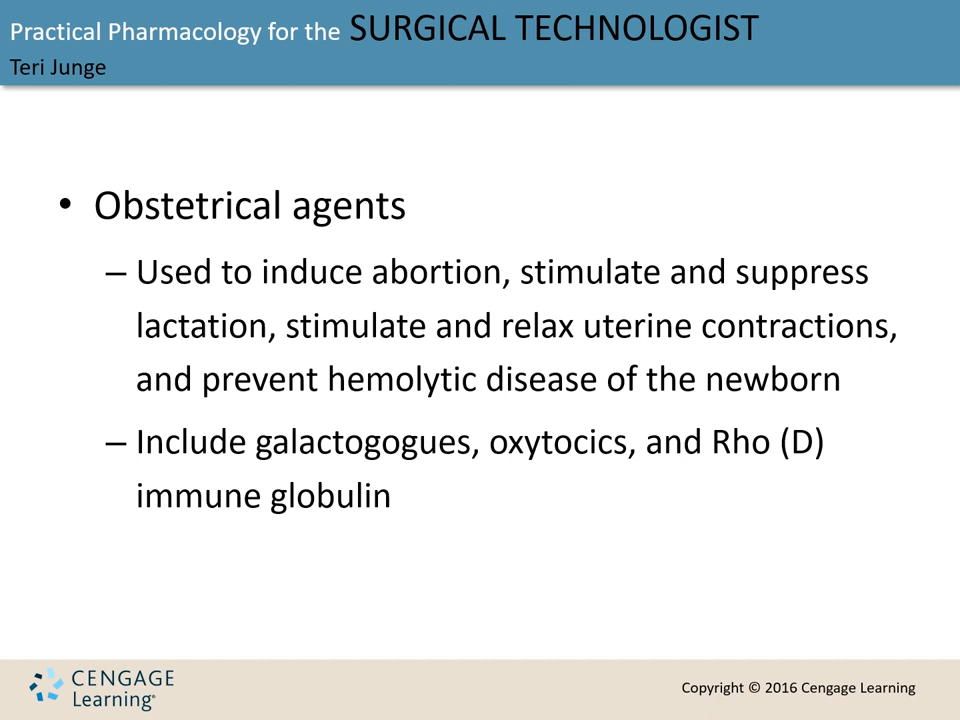 Practical Pharmacology for the SURGICAL TECHNOLOGIST
Teri Junge
• Obstetrical agents
– Used to induce abortion, stimulate and suppress
lactation, stimulate and relax uterine contractions,
and prevent hemolytic disease of the newborn
– Include galactogogues, oxytocics, and Rho (D)
immune globulin
CENGAGE
Learning®
Copyright © 2016 Cengage Learning